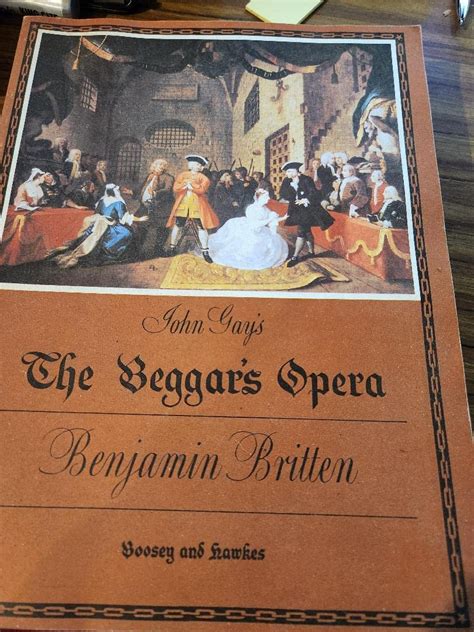 John Gay's
The Beggar's Opera
Benjamin Britten
Boosey and Hawkes